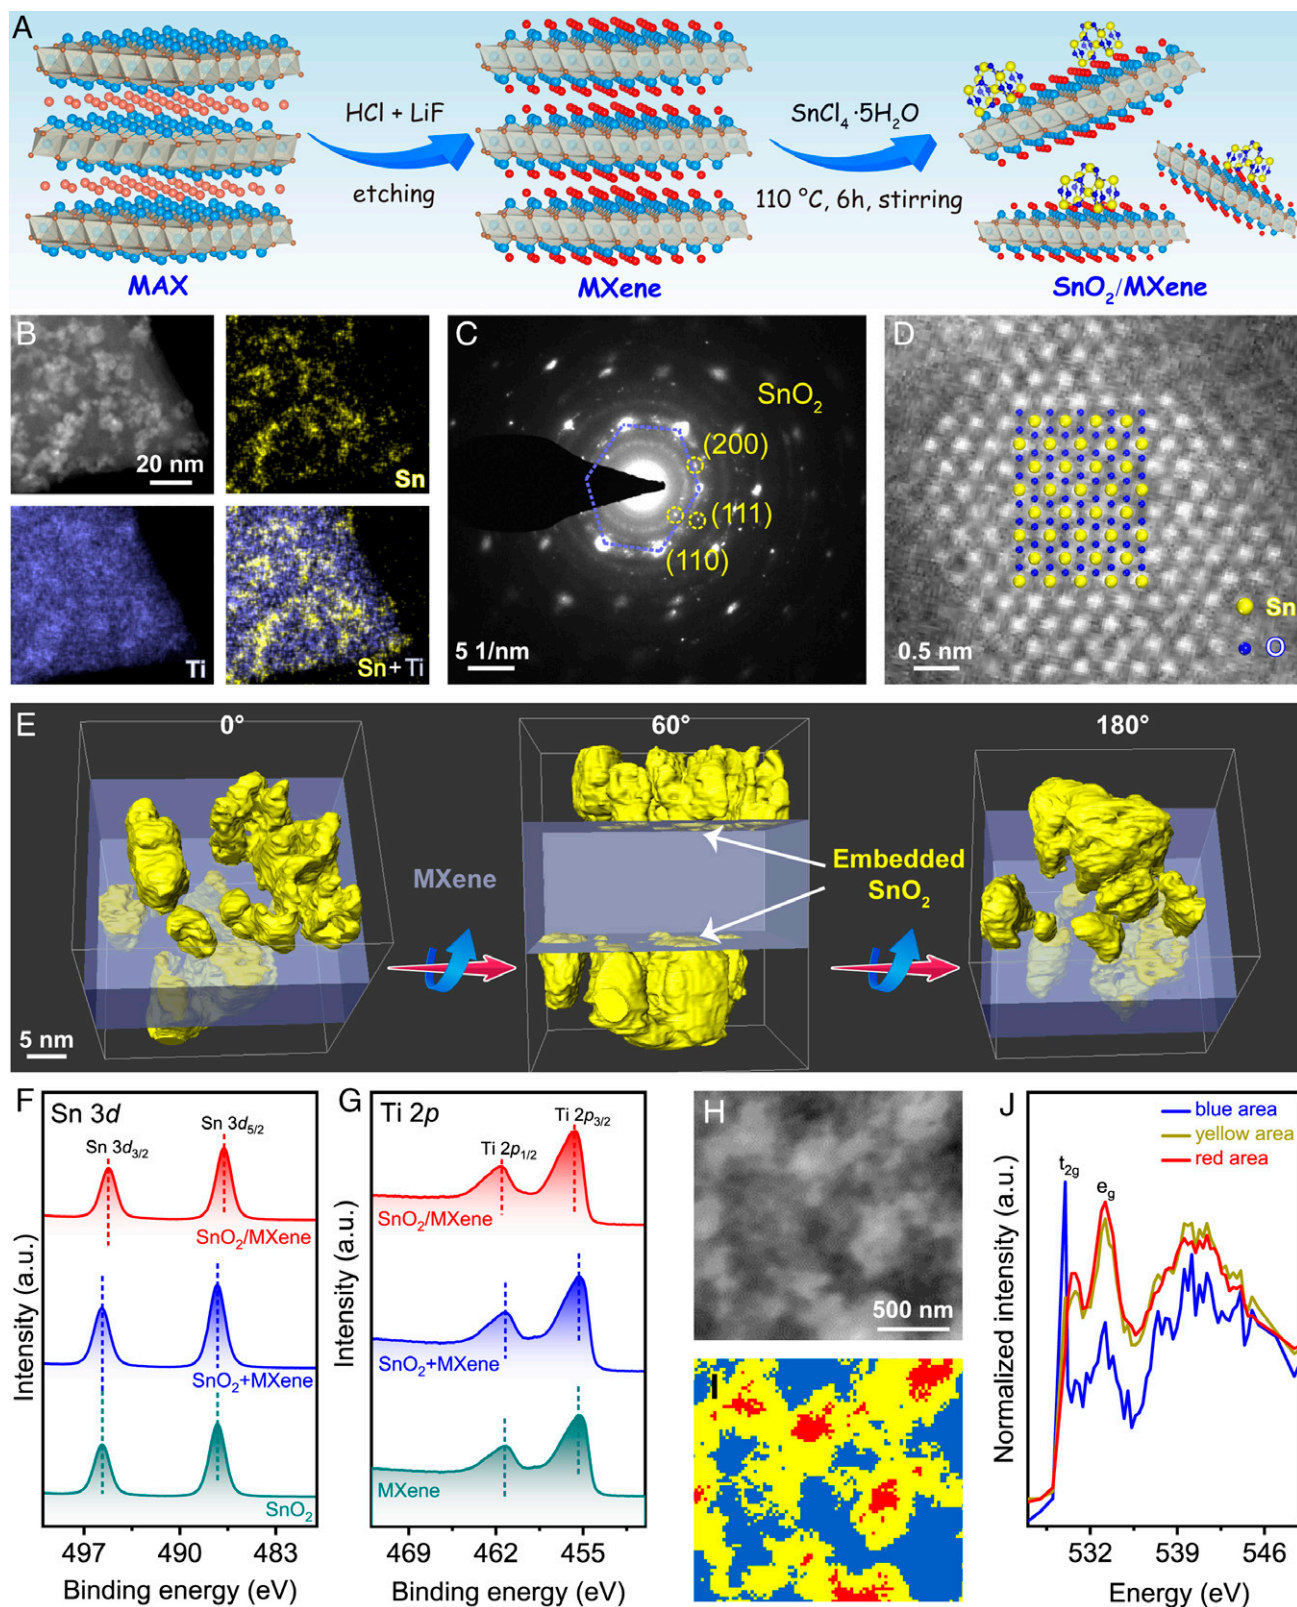 A
HCl + LiF
etching
SnCl₄·5H₂O
110 °C, 6h, stirring
MAX
MXene
SnO₂/MXene
B
20 nm
Sn
Ti
Sn+Ti
C
SnO₂
(200)
(111)
(110)
5 1/nm
D
Sn
O
0.5 nm
E
0°
60°
180°
MXene
Embedded
SnO₂
5 nm
F
Sn 3d
Sn 3d₃/₂
Sn 3d₅/₂
SnO₂/MXene
SnO₂+MXene
SnO₂
Intensity (a.u.)
497
490
483
Binding energy (eV)
G
Ti 2p
Ti 2p₁/₂
Ti 2p₃/₂
SnO₂/MXene
SnO₂+MXene
MXene
Intensity (a.u.)
469
462
455
Binding energy (eV)
H
500 nm
I
J
blue area
yellow area
red area
t₂g
e_g
Normalized intensity (a.u.)
532
539
546
Energy (eV)